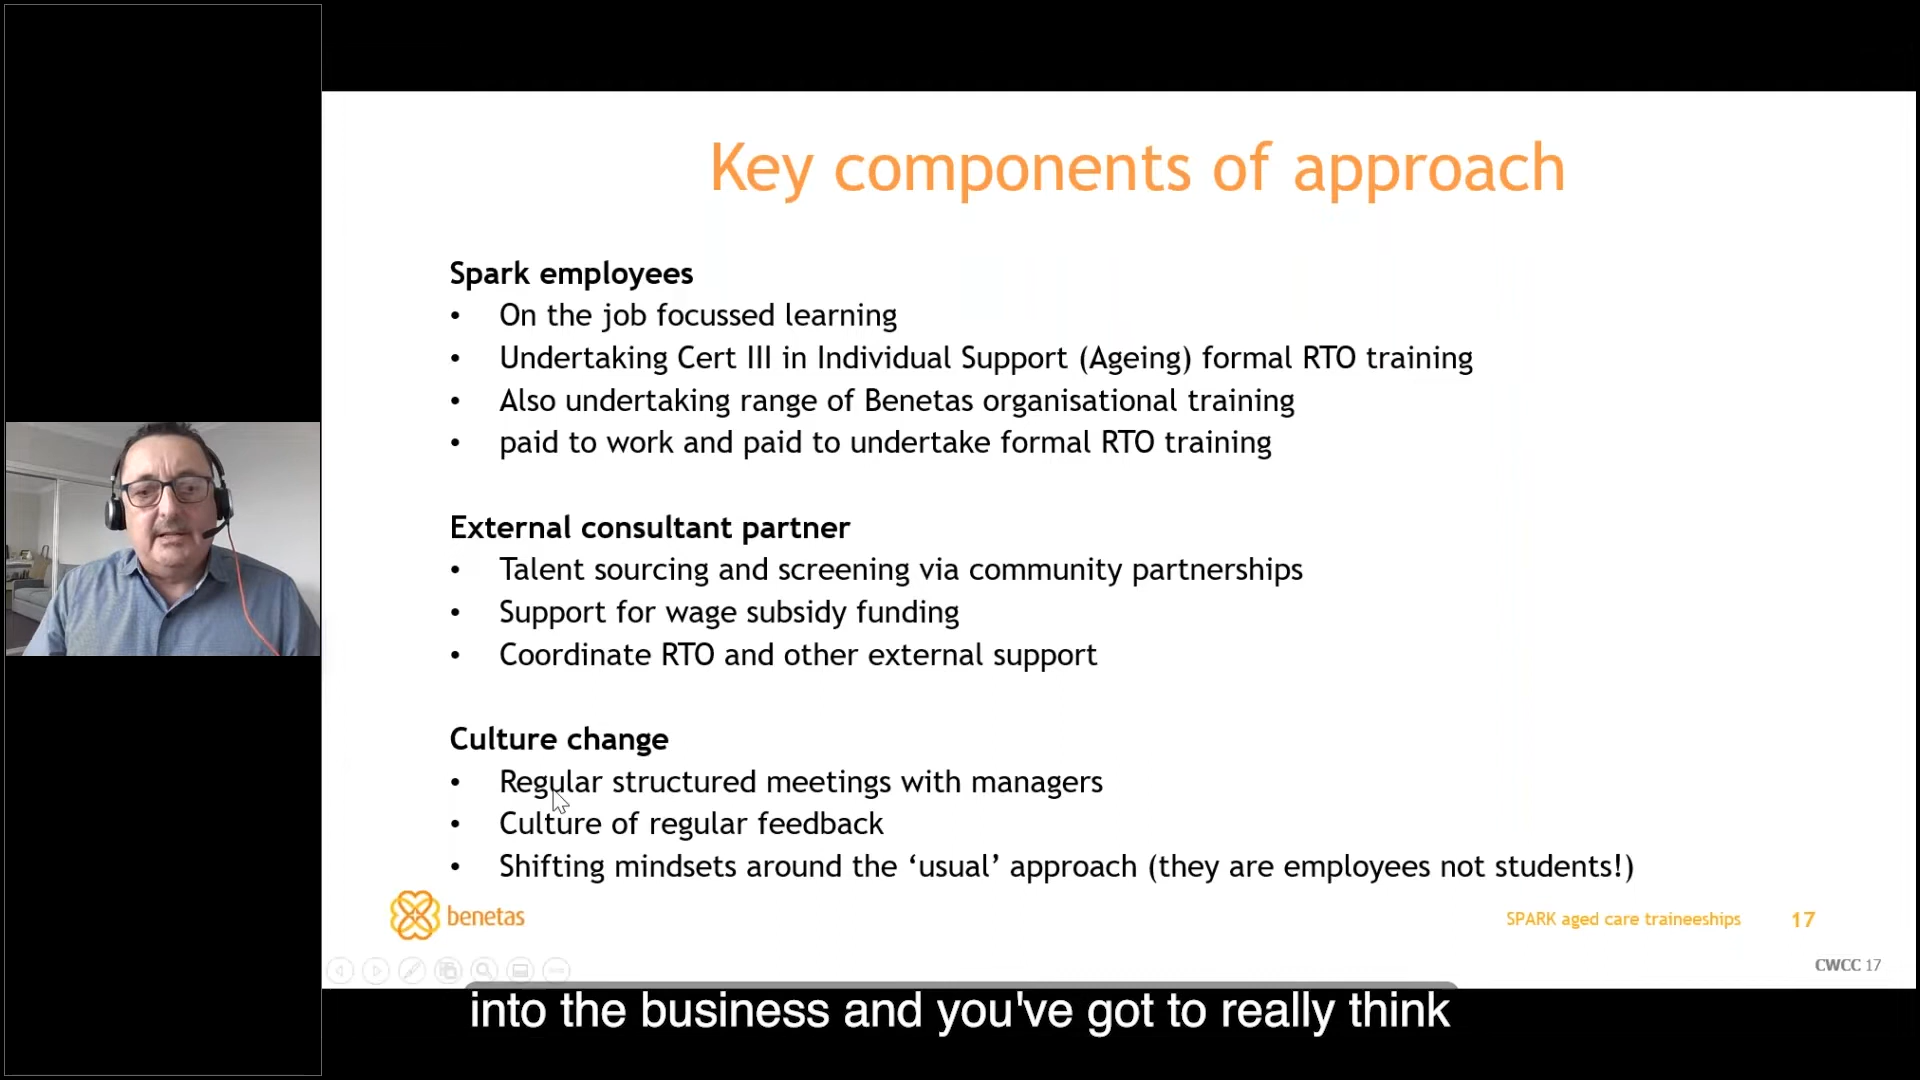 Key components of approach
Spark employees
• On the job focussed learning
• Undertaking Cert III in Individual Support (Ageing) formal RTO training
• Also undertaking range of Benetas organisational training
• paid to work and paid to undertake formal RTO training
External consultant partner
• Talent sourcing and screening via community partnerships
• Support for wage subsidy funding
• Coordinate RTO and other external support
Culture change
• Regular structured meetings with managers
• Culture of regular feedback
• Shifting mindsets around the ‘usual’ approach (they are employees not students!)
benetas
SPARK aged care traineeships 17
CWCC 17
into the business and you've got to really think